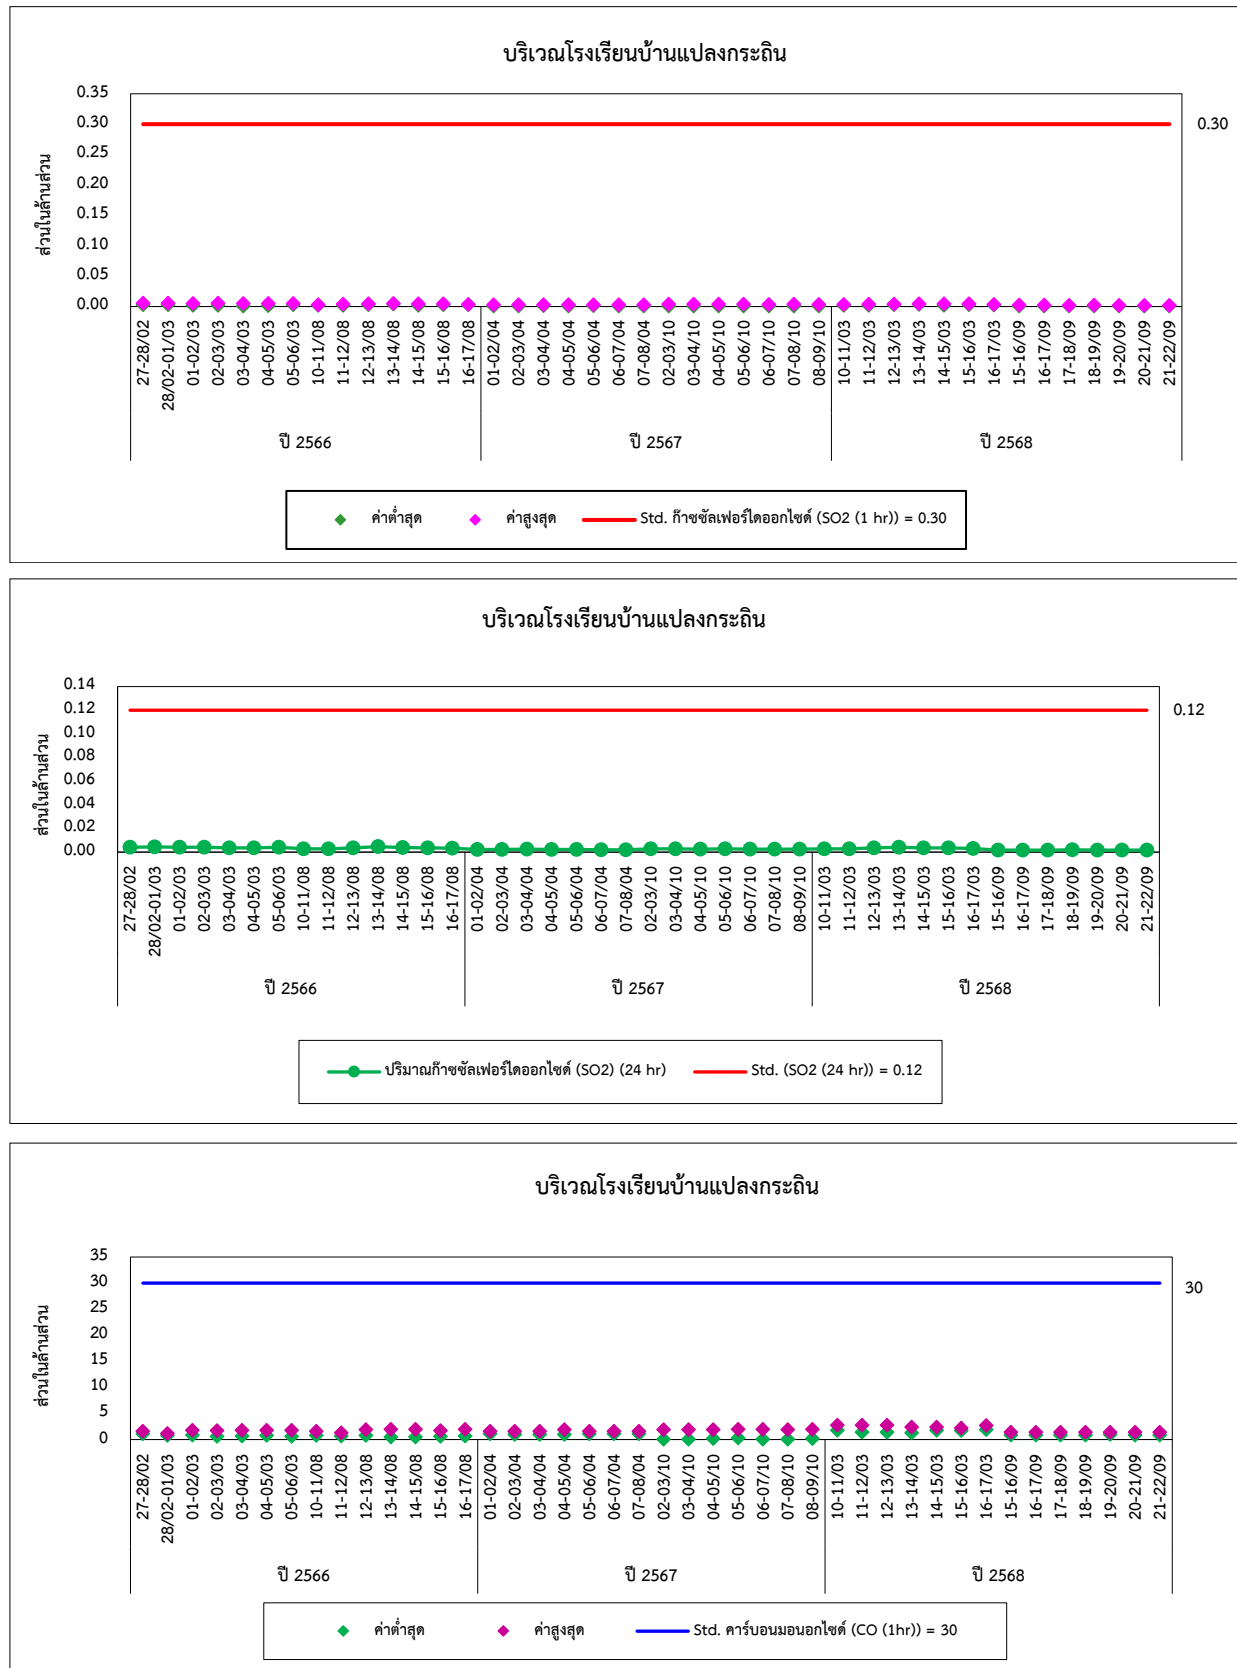 บริเวณโรงเรียนบ้านแปลงกระถิน
ส่วนในล้านส่วน
0.35
0.30
0.25
0.20
0.15
0.10
0.05
0.00
0.30
27-28/02 28/02-01/03 01-02/03 02-03/03 03-04/03 04-05/03 05-06/03 10-11/08 11-12/08 12-13/08 13-14/08 14-15/08 15-16/08 16-17/08 01-02/04 02-03/04 03-04/04 04-05/04 05-06/04 06-07/04 07-08/04 02-03/10 03-04/10 04-05/10 05-06/10 06-07/10 07-08/10 08-09/10 10-11/03 11-12/03 12-13/03 13-14/03 14-15/03 15-16/03 16-17/03 15-16/09 16-17/09 17-18/09 18-19/09 19-20/09 20-21/09 21-22/09
ปี 2566 ปี 2567 ปี 2568
ค่าต่ำสุด ค่าสูงสุด Std. ก๊าซซัลเฟอร์ไดออกไซด์ (SO2 (1 hr)) = 0.30
บริเวณโรงเรียนบ้านแปลงกระถิน
ส่วนในล้านส่วน
0.14
0.12
0.10
0.08
0.06
0.04
0.02
0.00
0.12
27-28/02 28/02-01/03 01-02/03 02-03/03 03-04/03 04-05/03 05-06/03 10-11/08 11-12/08 12-13/08 13-14/08 14-15/08 15-16/08 16-17/08 01-02/04 02-03/04 03-04/04 04-05/04 05-06/04 06-07/04 07-08/04 02-03/10 03-04/10 04-05/10 05-06/10 06-07/10 07-08/10 08-09/10 10-11/03 11-12/03 12-13/03 13-14/03 14-15/03 15-16/03 16-17/03 15-16/09 16-17/09 17-18/09 18-19/09 19-20/09 20-21/09 21-22/09
ปี 2566 ปี 2567 ปี 2568
ปริมาณก๊าซซัลเฟอร์ไดออกไซด์ (SO2) (24 hr) Std. (SO2 (24 hr)) = 0.12
บริเวณโรงเรียนบ้านแปลงกระถิน
ส่วนในล้านส่วน
35
30
25
20
15
10
5
0
30
27-28/02 28/02-01/03 01-02/03 02-03/03 03-04/03 04-05/03 05-06/03 10-11/08 11-12/08 12-13/08 13-14/08 14-15/08 15-16/08 16-17/08 01-02/04 02-03/04 03-04/04 04-05/04 05-06/04 06-07/04 07-08/04 02-03/10 03-04/10 04-05/10 05-06/10 06-07/10 07-08/10 08-09/10 10-11/03 11-12/03 12-13/03 13-14/03 14-15/03 15-16/03 16-17/03 15-16/09 16-17/09 17-18/09 18-19/09 19-20/09 20-21/09 21-22/09
ปี 2566 ปี 2567 ปี 2568
ค่าต่ำสุด ค่าสูงสุด Std. คาร์บอนมอนอกไซด์ (CO (1hr)) = 30